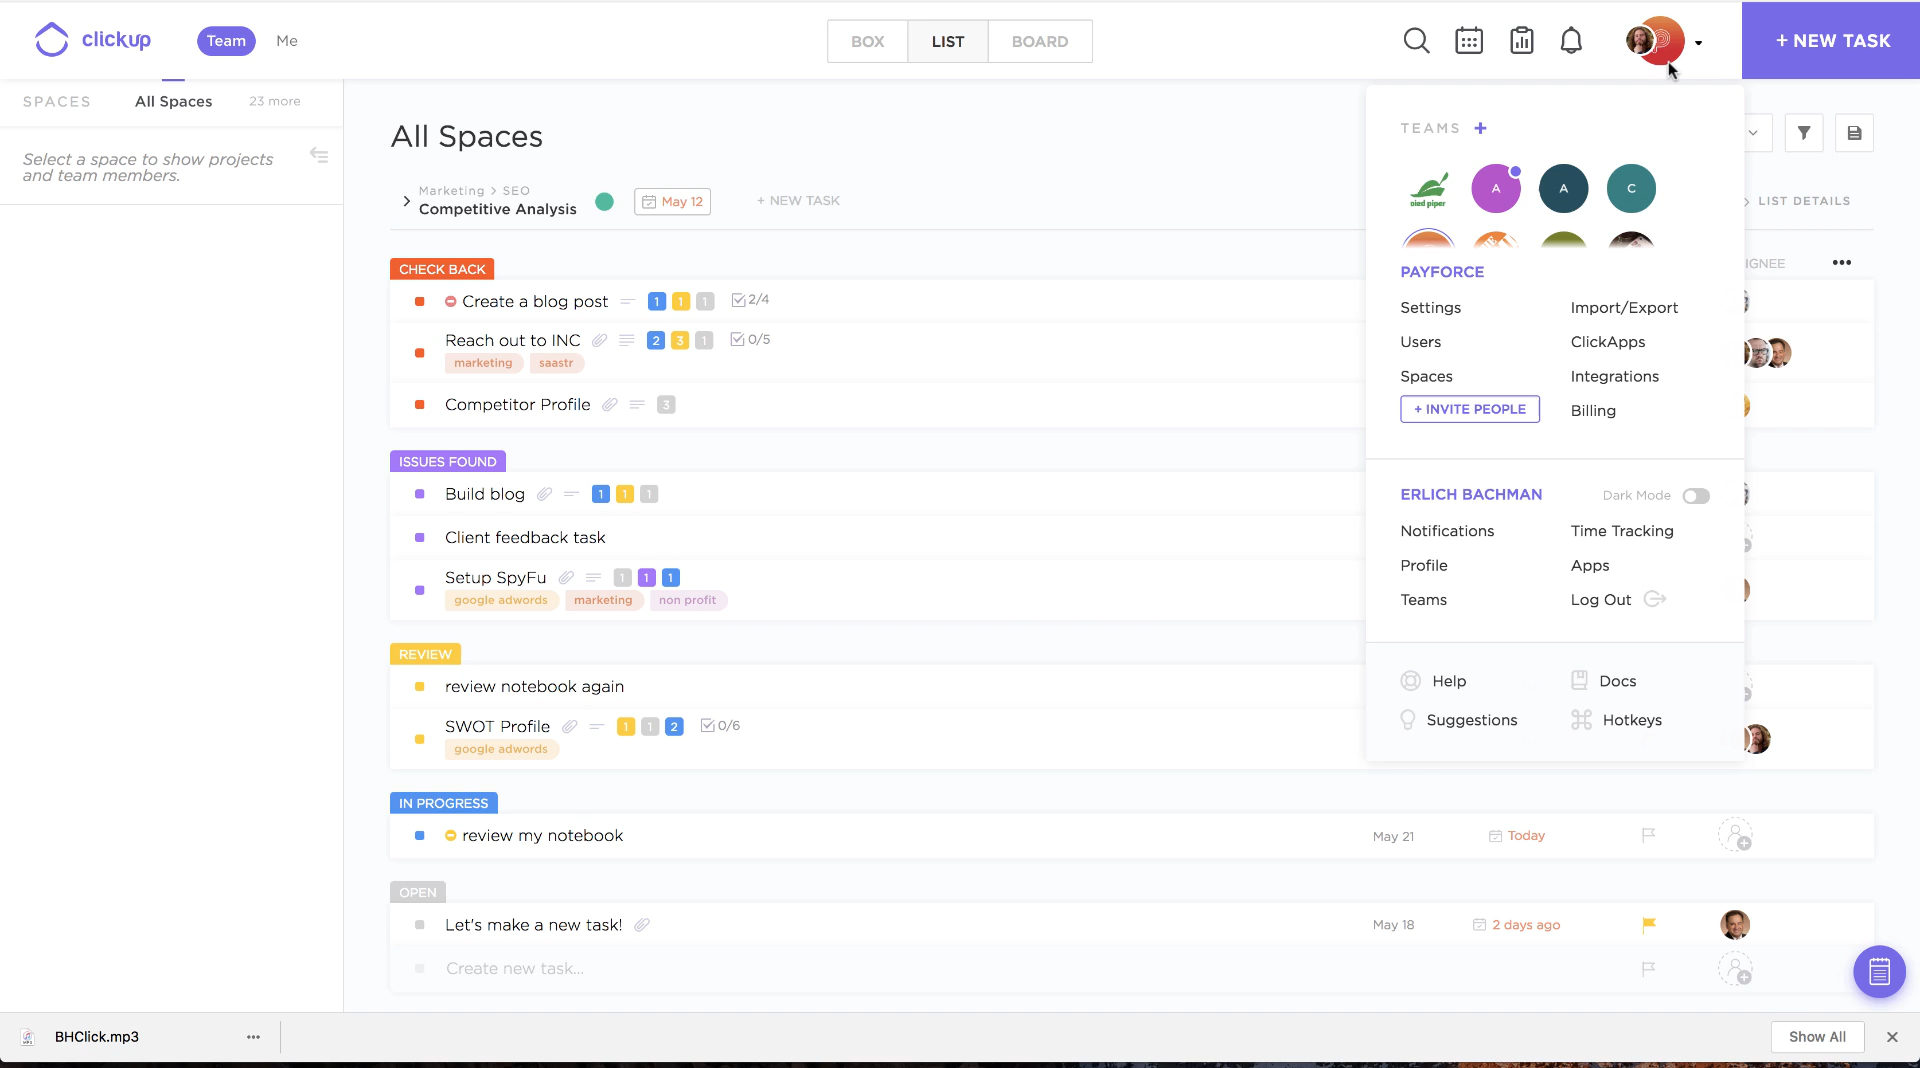 clickup
Team
Me
BOX
LIST
BOARD
+ NEW TASK
SPACES
All Spaces
23 more
Select a space to show projects
and team members.
All Spaces
Marketing > SEO
Competitive Analysis
May 12
+ NEW TASK
LIST DETAILS
CHECK BACK
IGNEE
Create a blog post
1
1
1
2/4
Reach out to INC
2
3
1
0/5
marketing
saastr
Competitor Profile
3
ISSUES FOUND
Build blog
1
1
1
Client feedback task
Setup SpyFu
1
1
1
google adwords
marketing
non profit
REVIEW
review notebook again
SWOT Profile
1
1
2
0/6
google adwords
IN PROGRESS
review my notebook
May 21
Today
OPEN
Let's make a new task!
May 18
2 days ago
Create new task...
TEAMS +
pied piper
A
A
C
PAYFORCE
Settings
Import/Export
Users
ClickApps
Spaces
Integrations
+ INVITE PEOPLE
Billing
ERLICH BACHMAN
Dark Mode
Notifications
Time Tracking
Profile
Apps
Teams
Log Out
Help
Docs
Suggestions
Hotkeys
BHClick.mp3
Show All